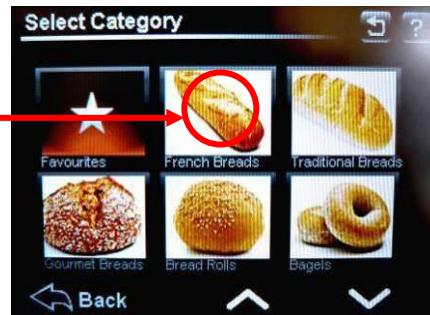 Select Category
?
Favourites
French Breads
Traditional Breads
Gourmet Breads
Bread Rolls
Bagels
Back